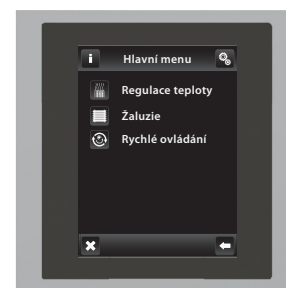 i Hlavní menu
Regulace teploty
Žaluzie
Rychlé ovládání